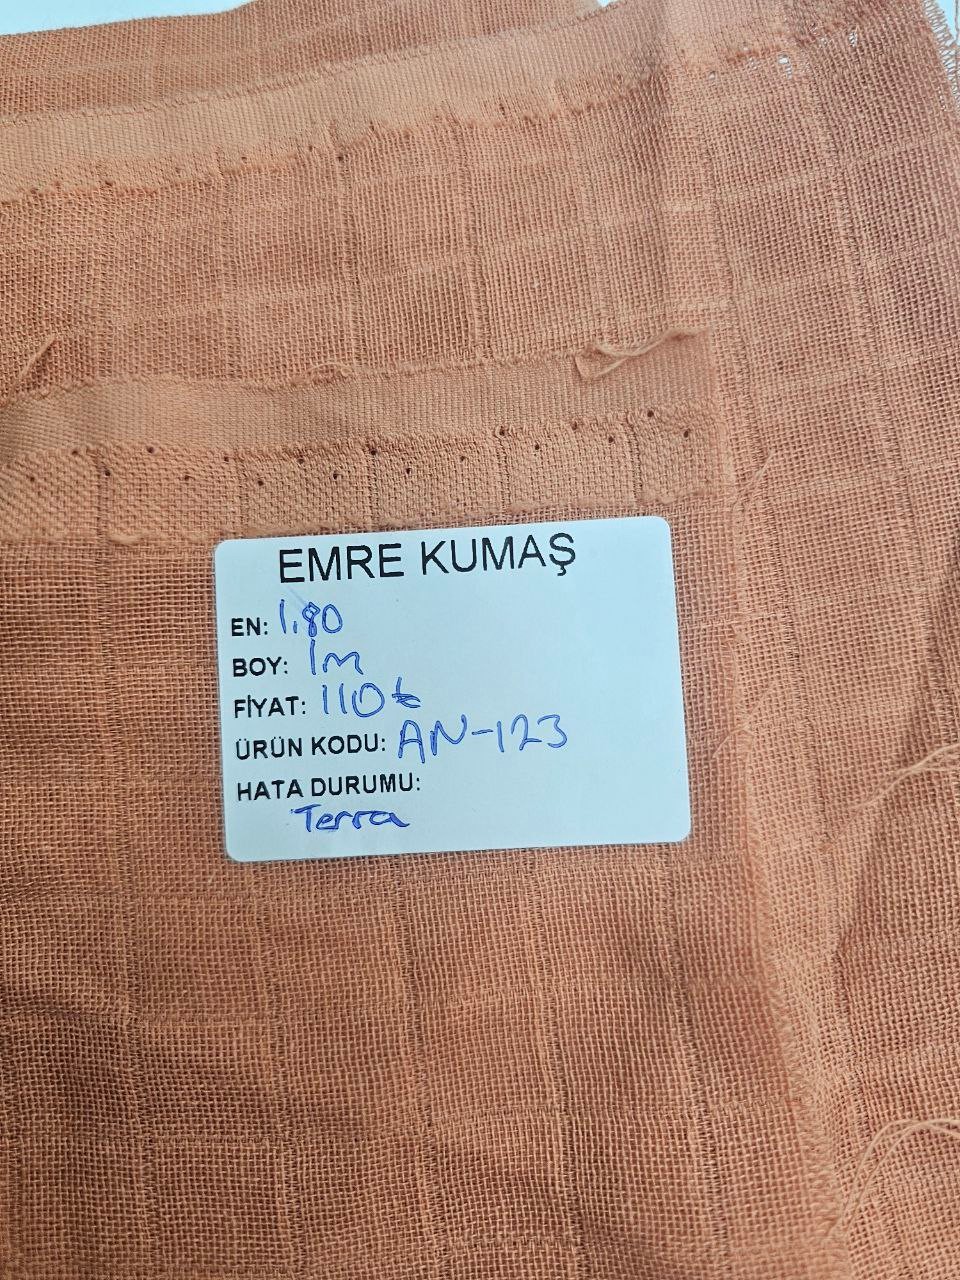 EMRE KUMAŞ
EN: 1.80
BOY: 1m
FİYAT: 110₺
ÜRÜN KODU: AN-123
HATA DURUMU:
Terra